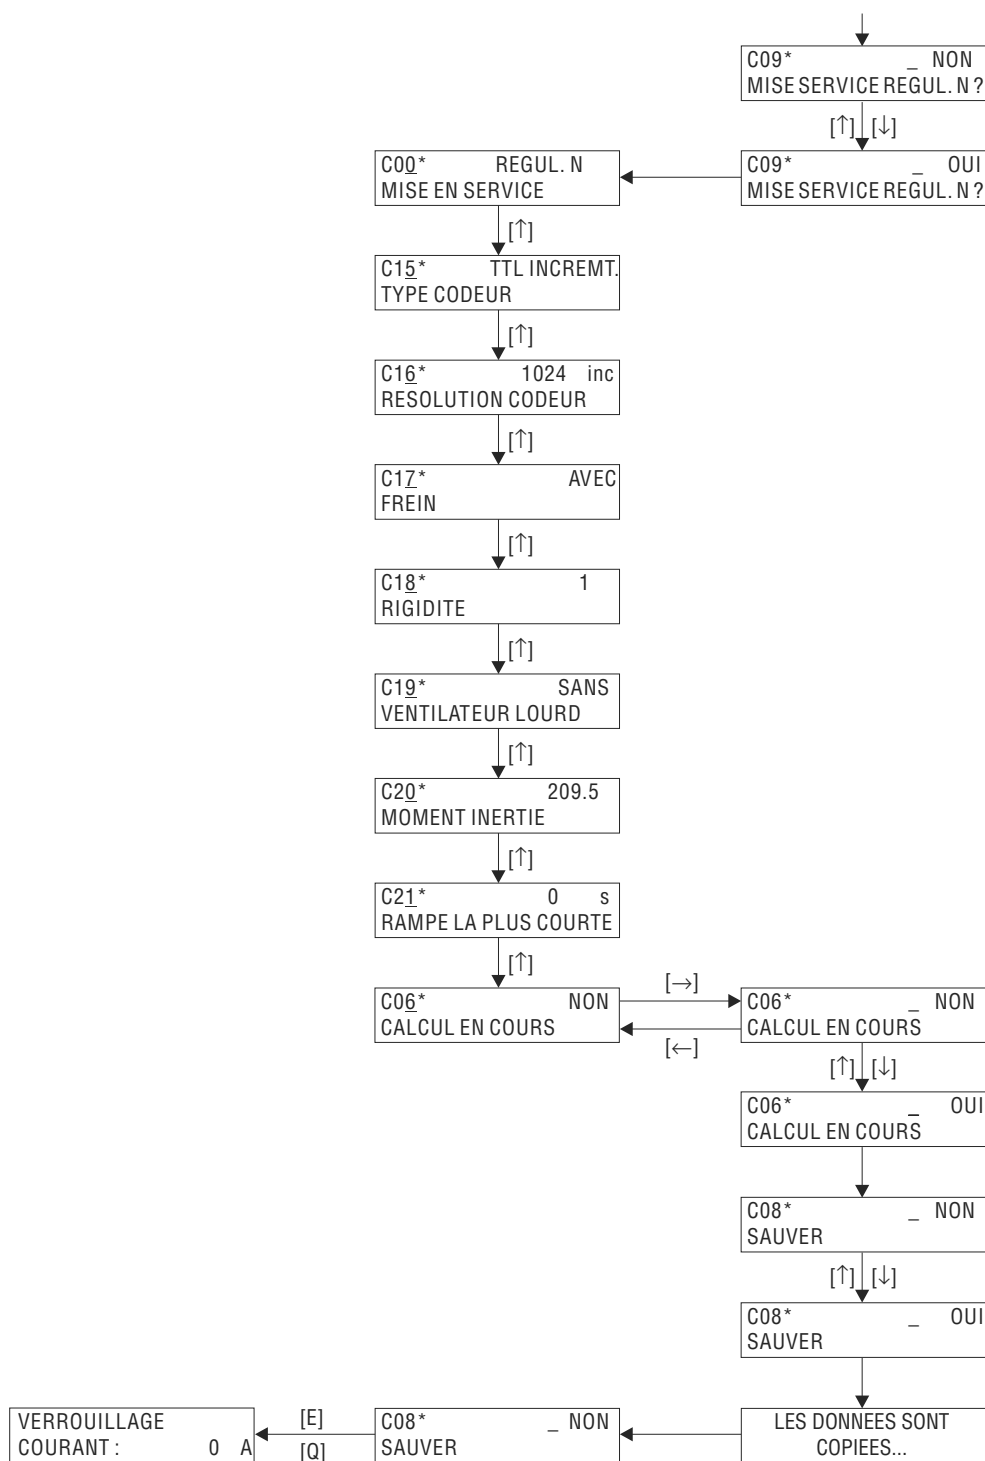 C09* _ NON
MISE SERVICE REGUL. N ?
[↑] [↓]
C00* REGUL. N
MISE EN SERVICE
C09* _ OUI
MISE SERVICE REGUL. N ?
[↑]
C15* TTL INCREMT.
TYPE CODEUR
[↑]
C16* 1024 inc
RESOLUTION CODEUR
[↑]
C17* AVEC
FREIN
[↑]
C18* 1
RIGIDITE
[↑]
C19* SANS
VENTILATEUR LOURD
[↑]
C20* 209.5
MOMENT INERTIE
[↑]
C21* 0 s
RAMPE LA PLUS COURTE
[↑]
C06* NON
CALCUL EN COURS
[→]
[←]
C06* _ NON
CALCUL EN COURS
[↑] [↓]
C06* _ OUI
CALCUL EN COURS
C08* _ NON
SAUVER
[↑] [↓]
C08* _ OUI
SAUVER
VERROUILLAGE
COURANT : 0 A
[E]
[Q]
C08* _ NON
SAUVER
LES DONNEES SONT
COPIEES...